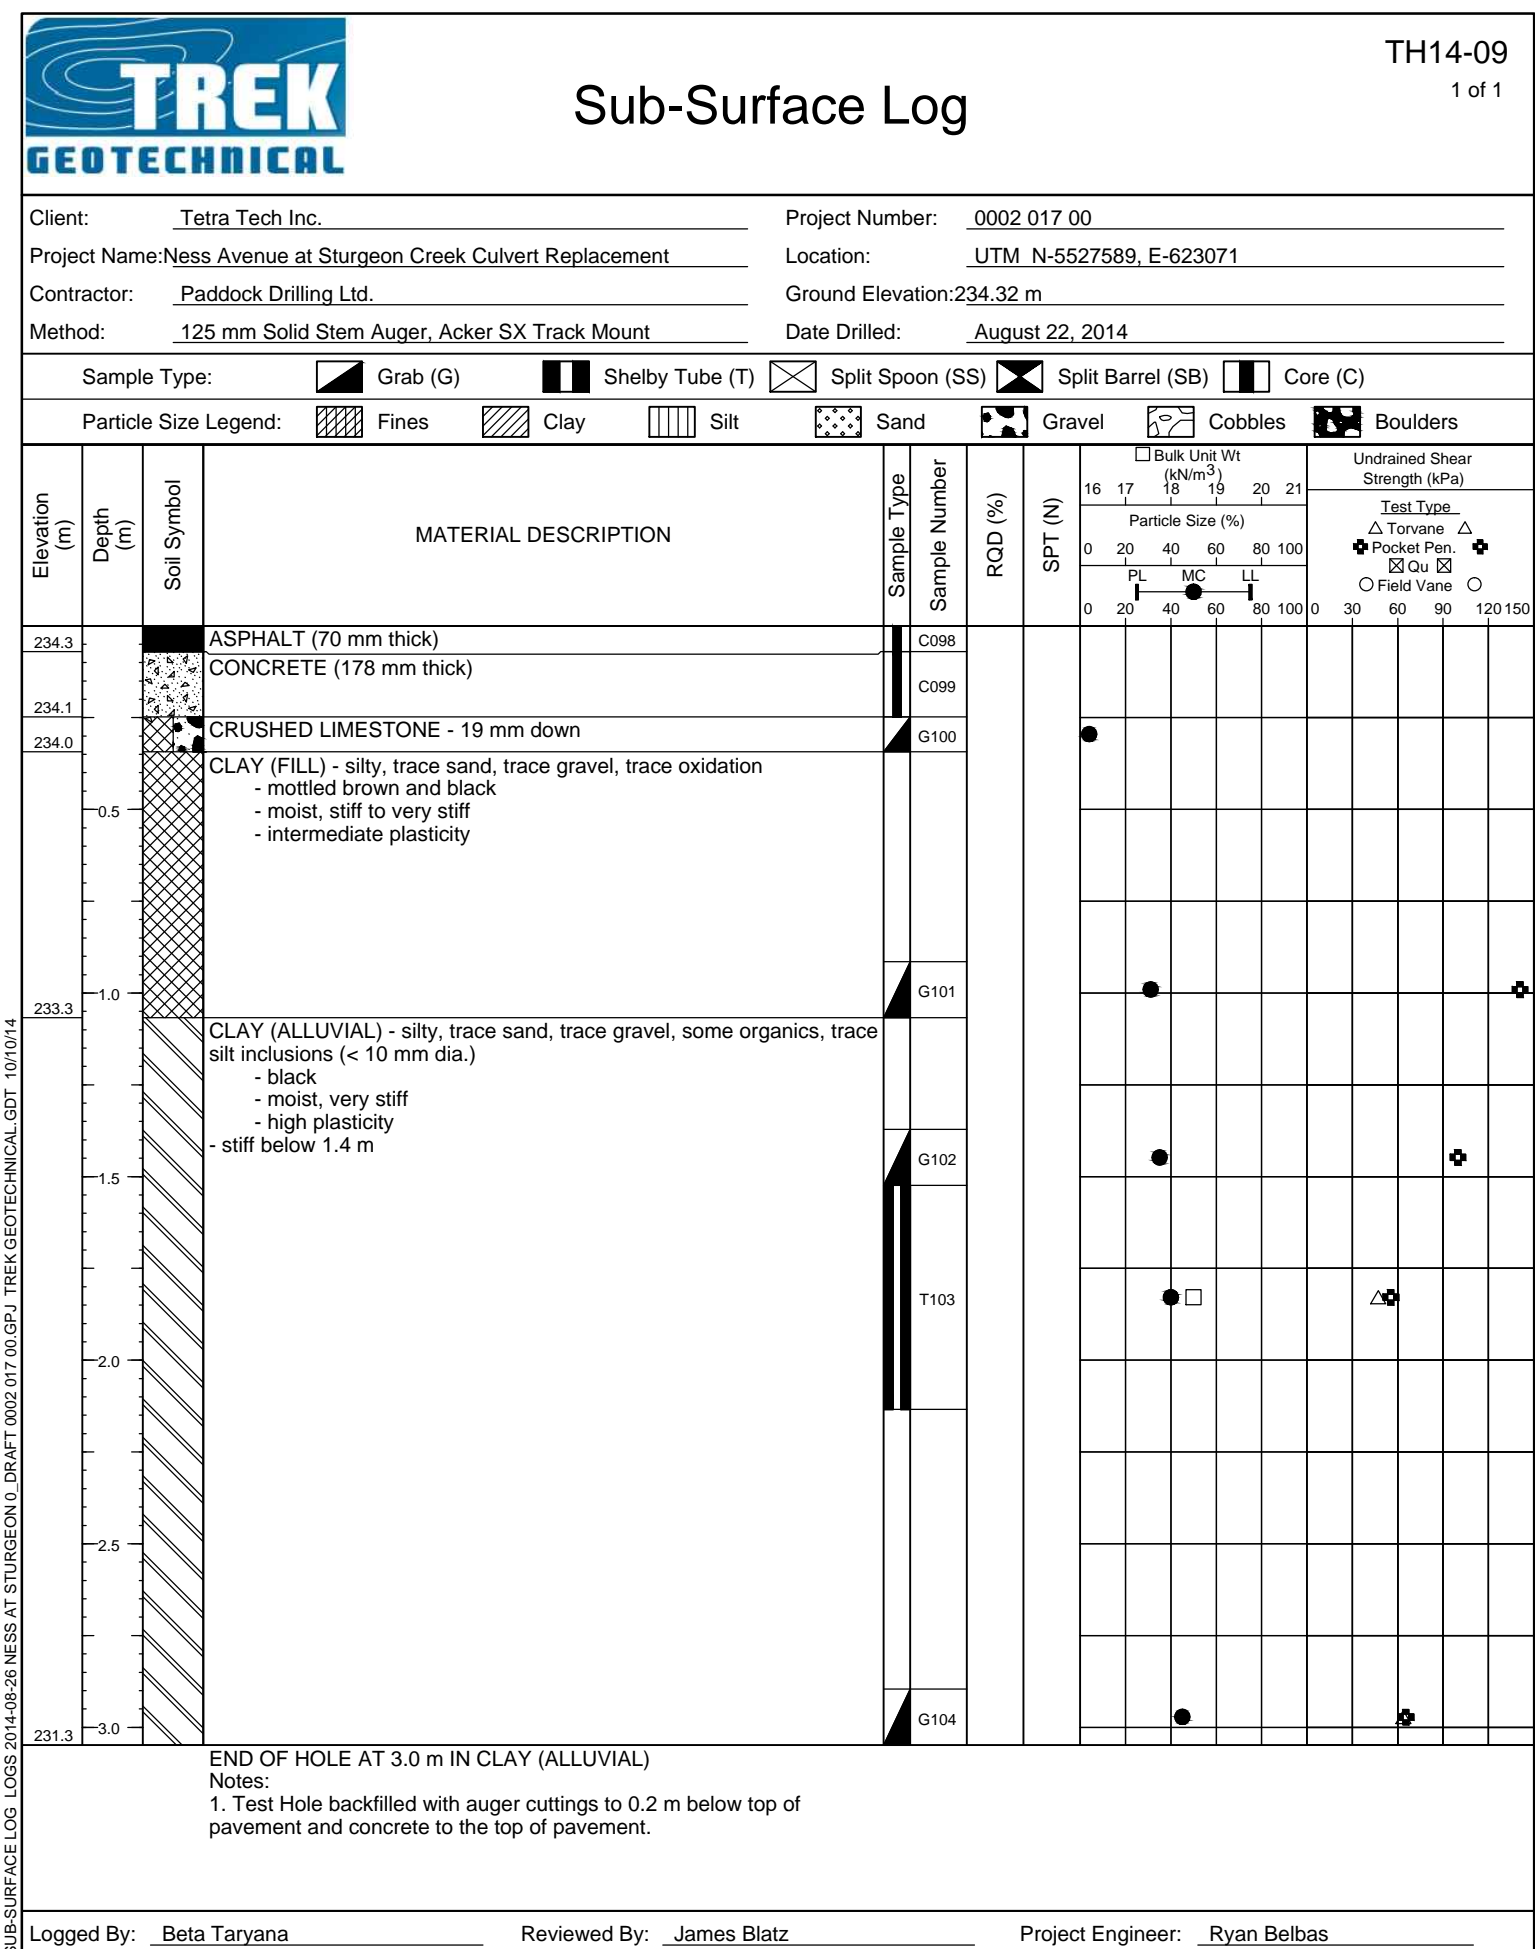 TREK
GEOTECHNICAL
Sub-Surface Log
TH14-09
1 of 1
Client: Tetra Tech Inc. Project Number: 0002 017 00
Project Name: Ness Avenue at Sturgeon Creek Culvert Replacement Location: UTM N-5527589, E-623071
Contractor: Paddock Drilling Ltd. Ground Elevation: 234.32 m
Method: 125 mm Solid Stem Auger, Acker SX Track Mount Date Drilled: August 22, 2014
Sample Type: Grab (G) Shelby Tube (T) Split Spoon (SS) Split Barrel (SB) Core (C)
Particle Size Legend: Fines Clay Silt Sand Gravel Cobbles Boulders
Elevation (m)
Depth (m)
Soil Symbol
MATERIAL DESCRIPTION
Sample Type
Sample Number
RQD (%)
SPT (N)
Bulk Unit Wt
(kN/m3)
16 17 18 19 20 21
Particle Size (%)
0 20 40 60 80 100
PL MC LL
0 20 40 60 80 100
Undrained Shear
Strength (kPa)
Test Type
Torvane
Pocket Pen.
Qu
Field Vane
0 30 60 90 120 150
234.3 ASPHALT (70 mm thick) C098
CONCRETE (178 mm thick)
C099
234.1
CRUSHED LIMESTONE - 19 mm down G100
234.0
CLAY (FILL) - silty, trace sand, trace gravel, trace oxidation
- mottled brown and black
0.5 - moist, stiff to very stiff
- intermediate plasticity
1.0 G101
233.3
CLAY (ALLUVIAL) - silty, trace sand, trace gravel, some organics, trace
silt inclusions (< 10 mm dia.)
- black
- moist, very stiff
- high plasticity
- stiff below 1.4 m
G102
1.5
T103
2.0
2.5
G104
231.3 3.0
END OF HOLE AT 3.0 m IN CLAY (ALLUVIAL)
Notes:
1. Test Hole backfilled with auger cuttings to 0.2 m below top of
pavement and concrete to the top of pavement.
SUB-SURFACE LOG LOGS 2014-08-26 NESS AT STURGEON 0_DRAFT 0002 017 00.GPJ TREK GEOTECHNICAL.GDT 10/10/14
Logged By: Beta Taryana Reviewed By: James Blatz Project Engineer: Ryan Belbas